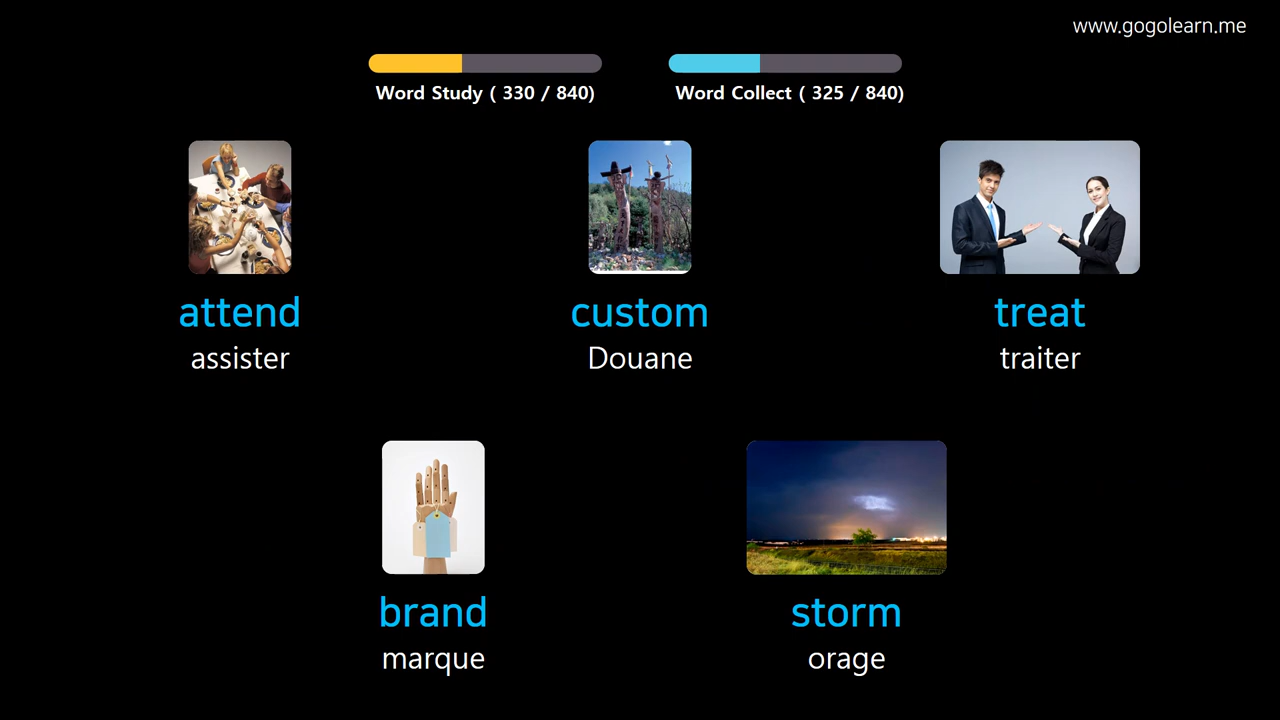 www.gogolearn.me
Word Study ( 330 / 840)
Word Collect ( 325 / 840)
attend
assister
custom
Douane
treat
traiter
brand
marque
storm
orage